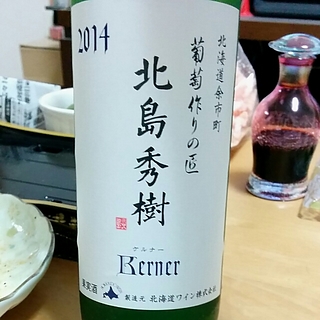 2014
北海道余市町
葡萄作りの匠
北島秀樹
ケルナー
Kerner
果実酒
製造元 北海道ワイン株式会社